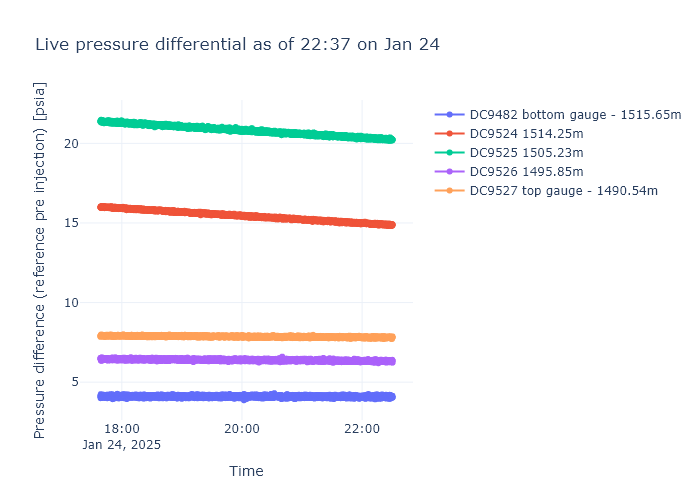 Live pressure differential as of 22:37 on Jan 24
Pressure difference (reference pre injection) [psia]
20
15
10
5
18:00
Jan 24, 2025
20:00
22:00
Time
DC9482 bottom gauge - 1515.65m
DC9524 1514.25m
DC9525 1505.23m
DC9526 1495.85m
DC9527 top gauge - 1490.54m